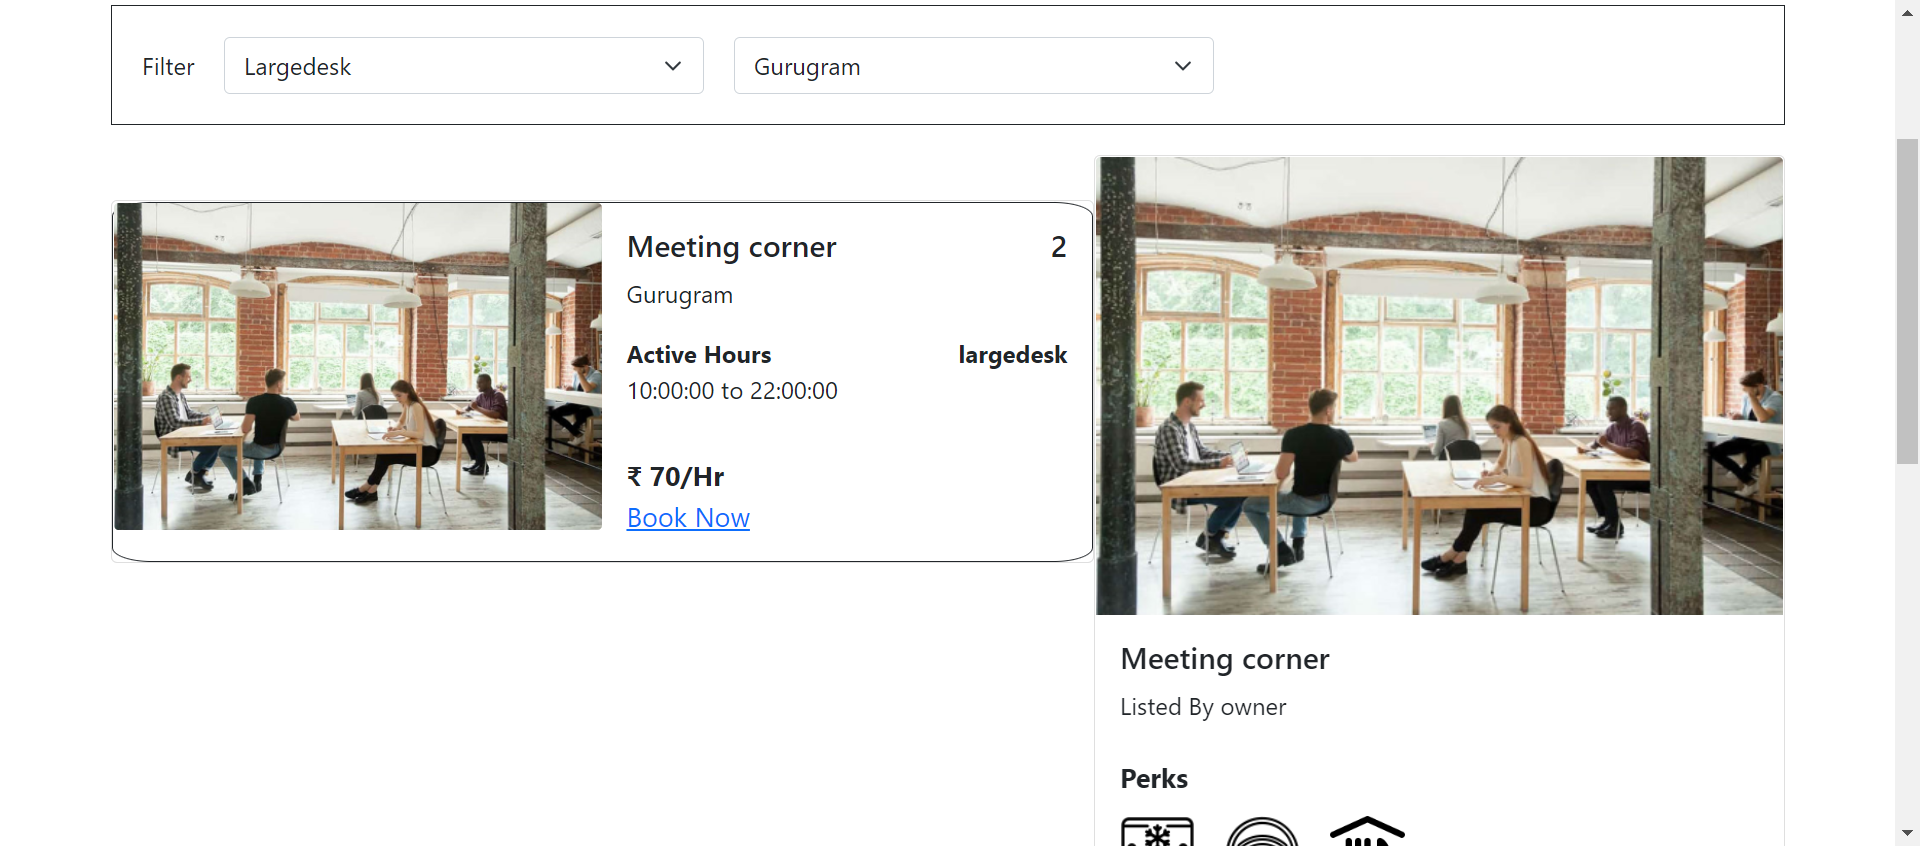 Filter
Largedesk
Gurugram
Meeting corner 2
Gurugram
Active Hours largedesk
10:00:00 to 22:00:00
₹ 70/Hr
Book Now
Meeting corner
Listed By owner
Perks